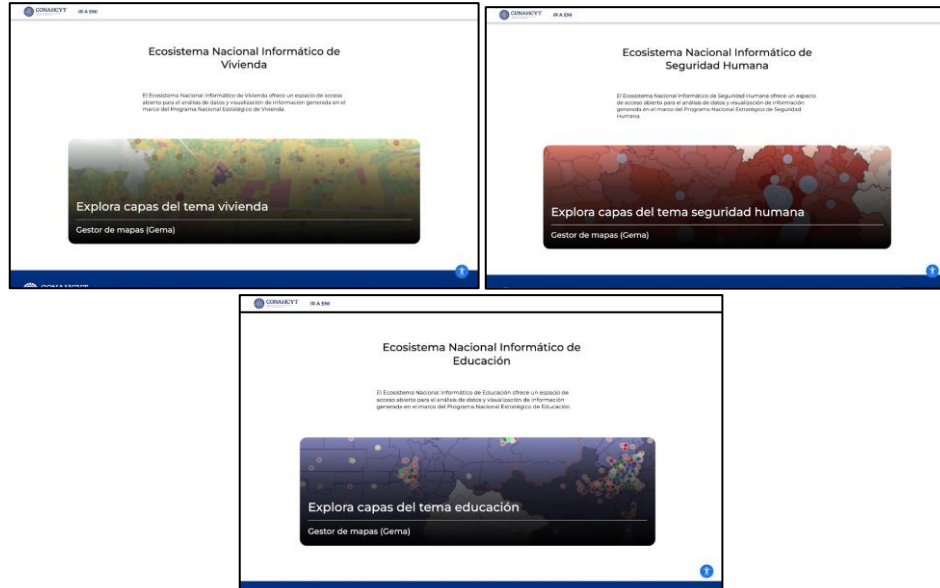 CONAHCYT IR A ENI
Ecosistema Nacional Informático de
Vivienda
El Ecosistema Nacional Informático de Vivienda ofrece un espacio de acceso
abierto para el análisis de datos y visualización de información generada en el
marco del Programa Nacional Estratégico de Vivienda.
Explora capas del tema vivienda
Gestor de mapas (Gema)
CONAHCYT
CONAHCYT IR A ENI
Ecosistema Nacional Informático de
Seguridad Humana
El Ecosistema Nacional Informático de Seguridad Humana ofrece un espacio
de acceso abierto para el análisis de datos y visualización de información
generada en el marco del Programa Nacional Estratégico de Seguridad
Humana.
Explora capas del tema seguridad humana
Gestor de mapas (Gema)
CONAHCYT IR A ENI
Ecosistema Nacional Informático de
Educación
El Ecosistema Nacional Informático de Educación ofrece un espacio de
acceso abierto para el análisis de datos y visualización de información
generada en el marco del Programa Nacional Estratégico de Educación.
Explora capas del tema educación
Gestor de mapas (Gema)